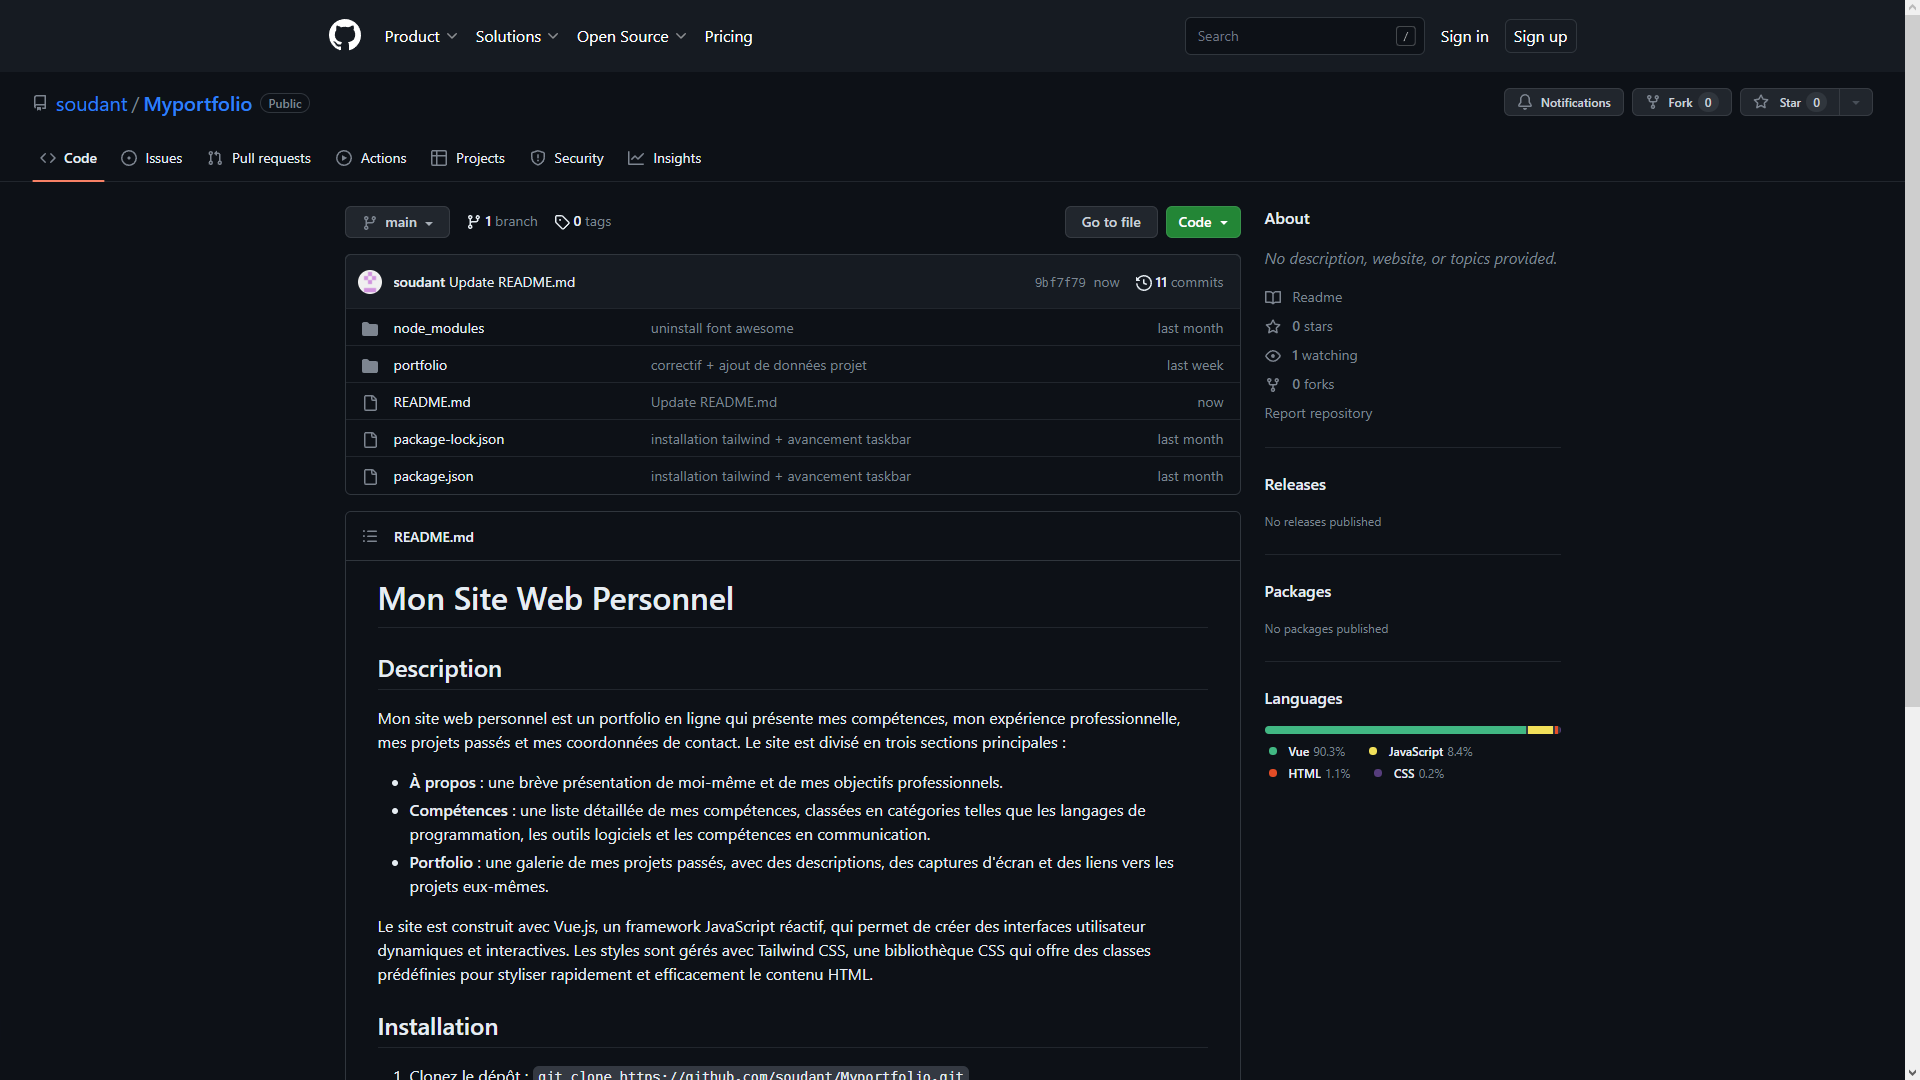 Product Solutions Open Source Pricing Search / Sign in Sign up
soudant / Myportfolio Public Notifications Fork 0 Star 0
Code Issues Pull requests Actions Projects Security Insights
main 1 branch 0 tags Go to file Code
soudant Update README.md 9bf7f79 now 11 commits
node_modules uninstall font awesome last month
portfolio correctif + ajout de données projet last week
README.md Update README.md now
package-lock.json installation tailwind + avancement taskbar last month
package.json installation tailwind + avancement taskbar last month
README.md
Mon Site Web Personnel
Description
Mon site web personnel est un portfolio en ligne qui présente mes compétences, mon expérience professionnelle,
mes projets passés et mes coordonnées de contact. Le site est divisé en trois sections principales :
• À propos : une brève présentation de moi-même et de mes objectifs professionnels.
• Compétences : une liste détaillée de mes compétences, classées en catégories telles que les langages de
programmation, les outils logiciels et les compétences en communication.
• Portfolio : une galerie de mes projets passés, avec des descriptions, des captures d'écran et des liens vers les
projets eux-mêmes.
Le site est construit avec Vue.js, un framework JavaScript réactif, qui permet de créer des interfaces utilisateur
dynamiques et interactives. Les styles sont gérés avec Tailwind CSS, une bibliothèque CSS qui offre des classes
prédéfinies pour styliser rapidement et efficacement le contenu HTML.
Installation
1. Clonez le dépôt : git clone https://github.com/soudant/Myportfolio.git
About
No description, website, or topics provided.
Readme
0 stars
1 watching
0 forks
Report repository
Releases
No releases published
Packages
No packages published
Languages
Vue 90.3% JavaScript 8.4%
HTML 1.1% CSS 0.2%